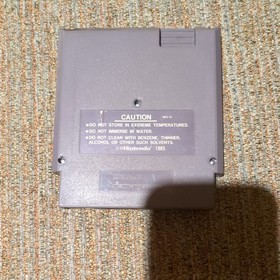 CAUTION
●DO NOT STORE IN EXTREME TEMPERATURES.
●DO NOT IMMERSE IN WATER.
●DO NOT CLEAN WITH BENZENE, THINNER,
ALCOHOL OR OTHER SUCH SOLVENTS.
©Nintendo 1985